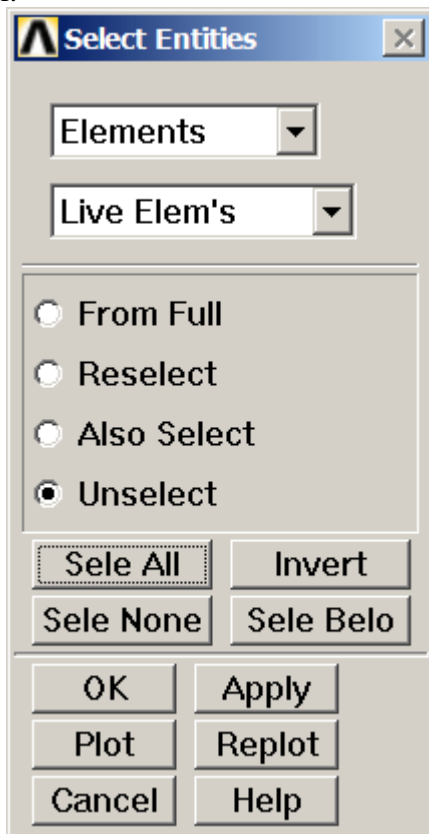 Select Entities
Elements
Live Elem's
From Full
Reselect
Also Select
Unselect
Sele All Invert
Sele None Sele Belo
OK Apply
Plot Replot
Cancel Help